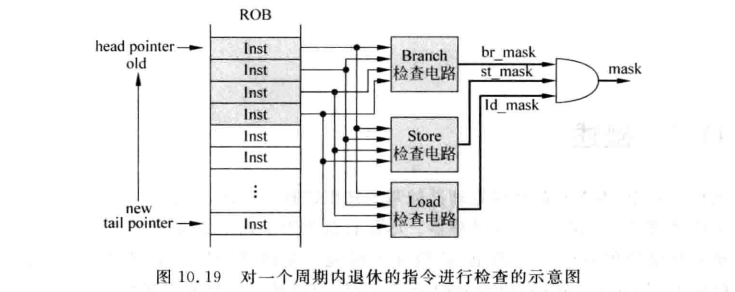 ROB
head pointer
old
Inst
Inst
Inst
Inst
Inst
Inst
⋮
new
tail pointer
Inst
Branch
检查电路
Store
检查电路
Load
检查电路
br_mask
st_mask
ld_mask
mask
图 10.19 对一个周期内退休的指令进行检查的示意图